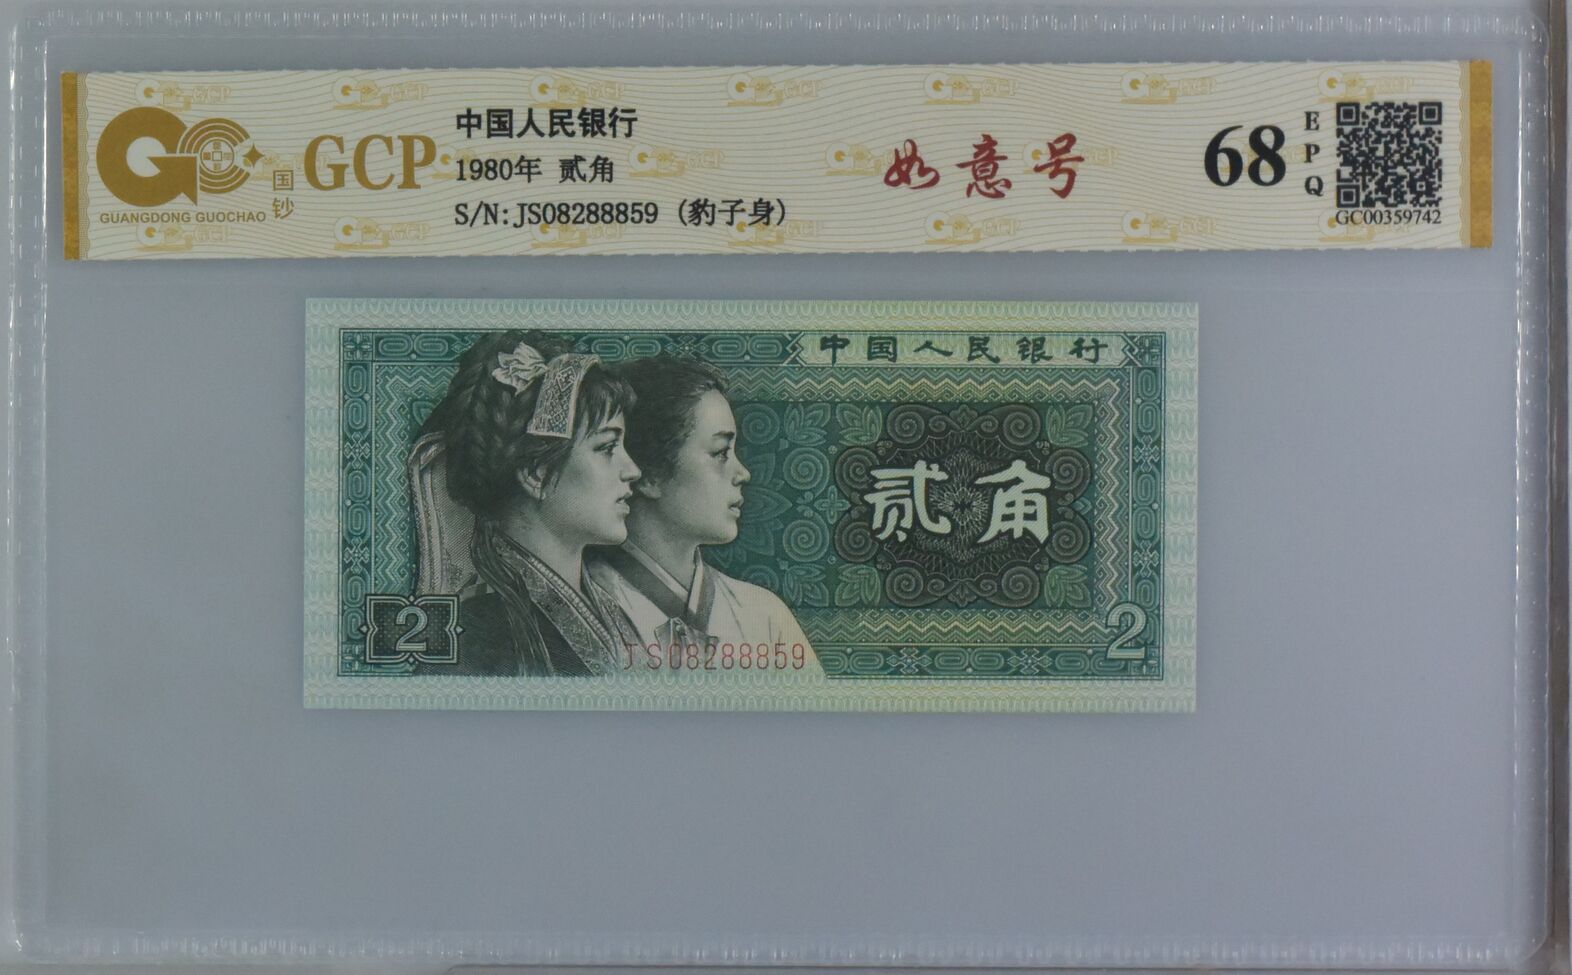 GUANGDONG GUOCHAO
国钞
GCP
中国人民银行
1980年 贰角
S/N:JS08288859 (豹子身)
如意号
68
EPQ
GC00359742
中国人民银行
贰角
2
2
JS08288859